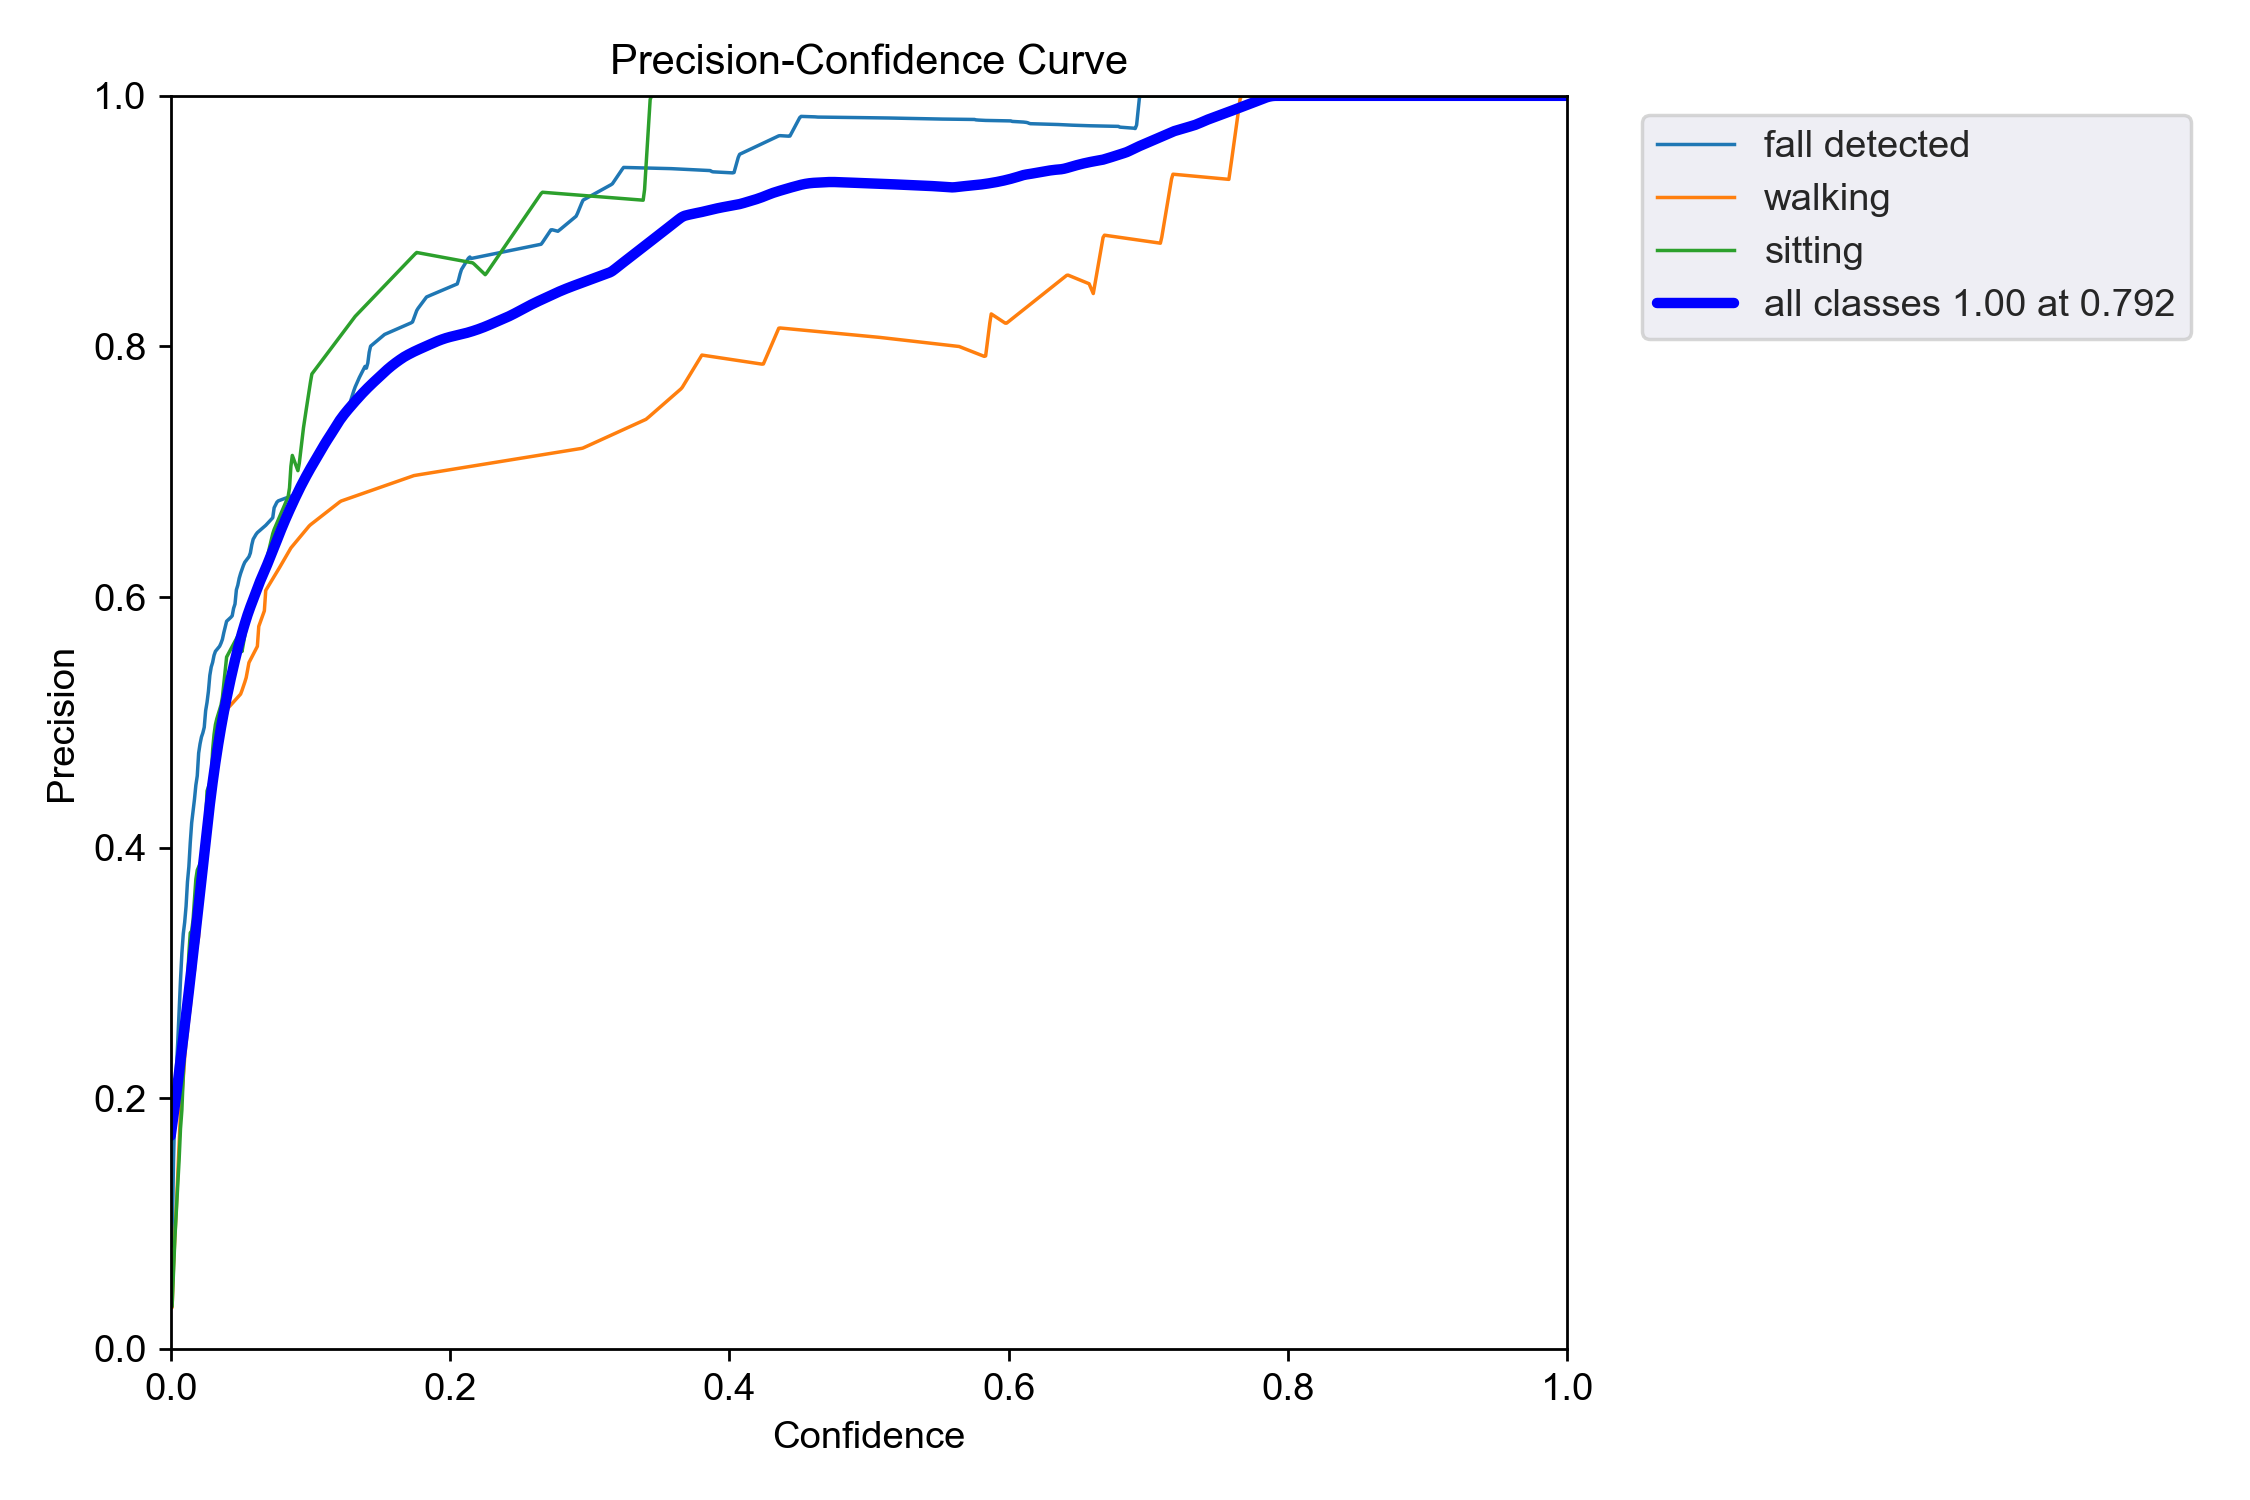 Precision-Confidence Curve
1.0
0.8
0.6
0.4
0.2
0.0
Precision
0.0 0.2 0.4 0.6 0.8 1.0
Confidence
fall detected
walking
sitting
all classes 1.00 at 0.792